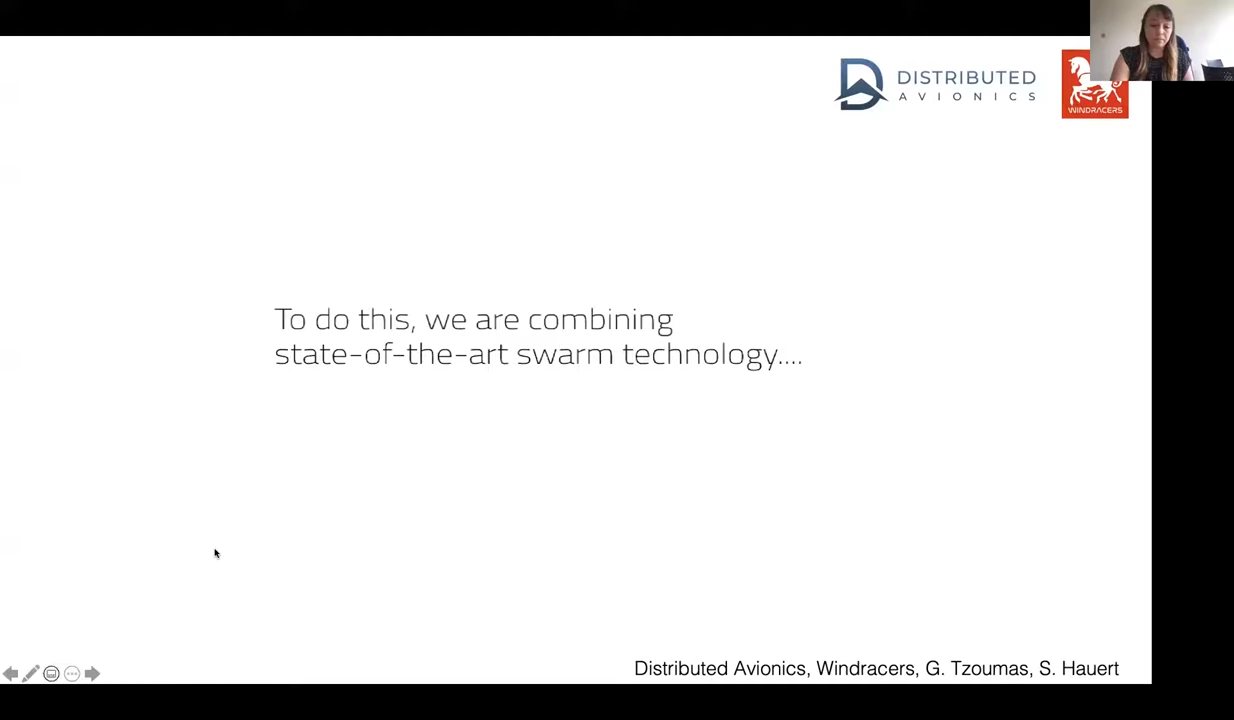 DISTRIBUTED
AVIONICS
WINDRACERS
To do this, we are combining
state-of-the-art swarm technology....
Distributed Avionics, Windracers, G. Tzoumas, S. Hauert